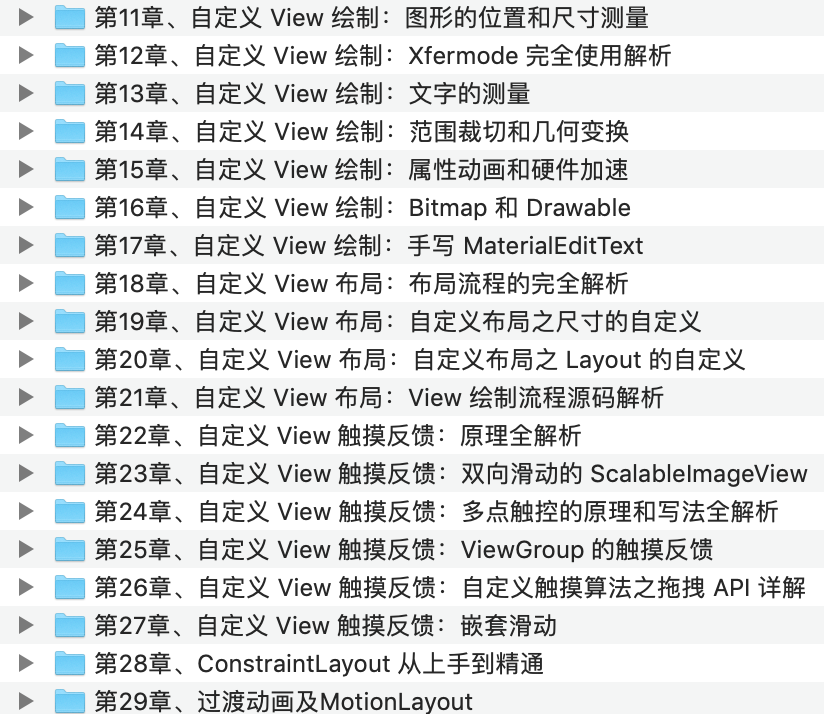 第11章、自定义 View 绘制：图形的位置和尺寸测量
第12章、自定义 View 绘制：Xfermode 完全使用解析
第13章、自定义 View 绘制：文字的测量
第14章、自定义 View 绘制：范围裁切和几何变换
第15章、自定义 View 绘制：属性动画和硬件加速
第16章、自定义 View 绘制：Bitmap 和 Drawable
第17章、自定义 View 绘制：手写 MaterialEditText
第18章、自定义 View 布局：布局流程的完全解析
第19章、自定义 View 布局：自定义布局之尺寸的自定义
第20章、自定义 View 布局：自定义布局之 Layout 的自定义
第21章、自定义 View 布局：View 绘制流程源码解析
第22章、自定义 View 触摸反馈：原理全解析
第23章、自定义 View 触摸反馈：双向滑动的 ScalableImageView
第24章、自定义 View 触摸反馈：多点触控的原理和写法全解析
第25章、自定义 View 触摸反馈：ViewGroup 的触摸反馈
第26章、自定义 View 触摸反馈：自定义触摸算法之拖拽 API 详解
第27章、自定义 View 触摸反馈：嵌套滑动
第28章、ConstraintLayout 从上手到精通
第29章、过渡动画及MotionLayout